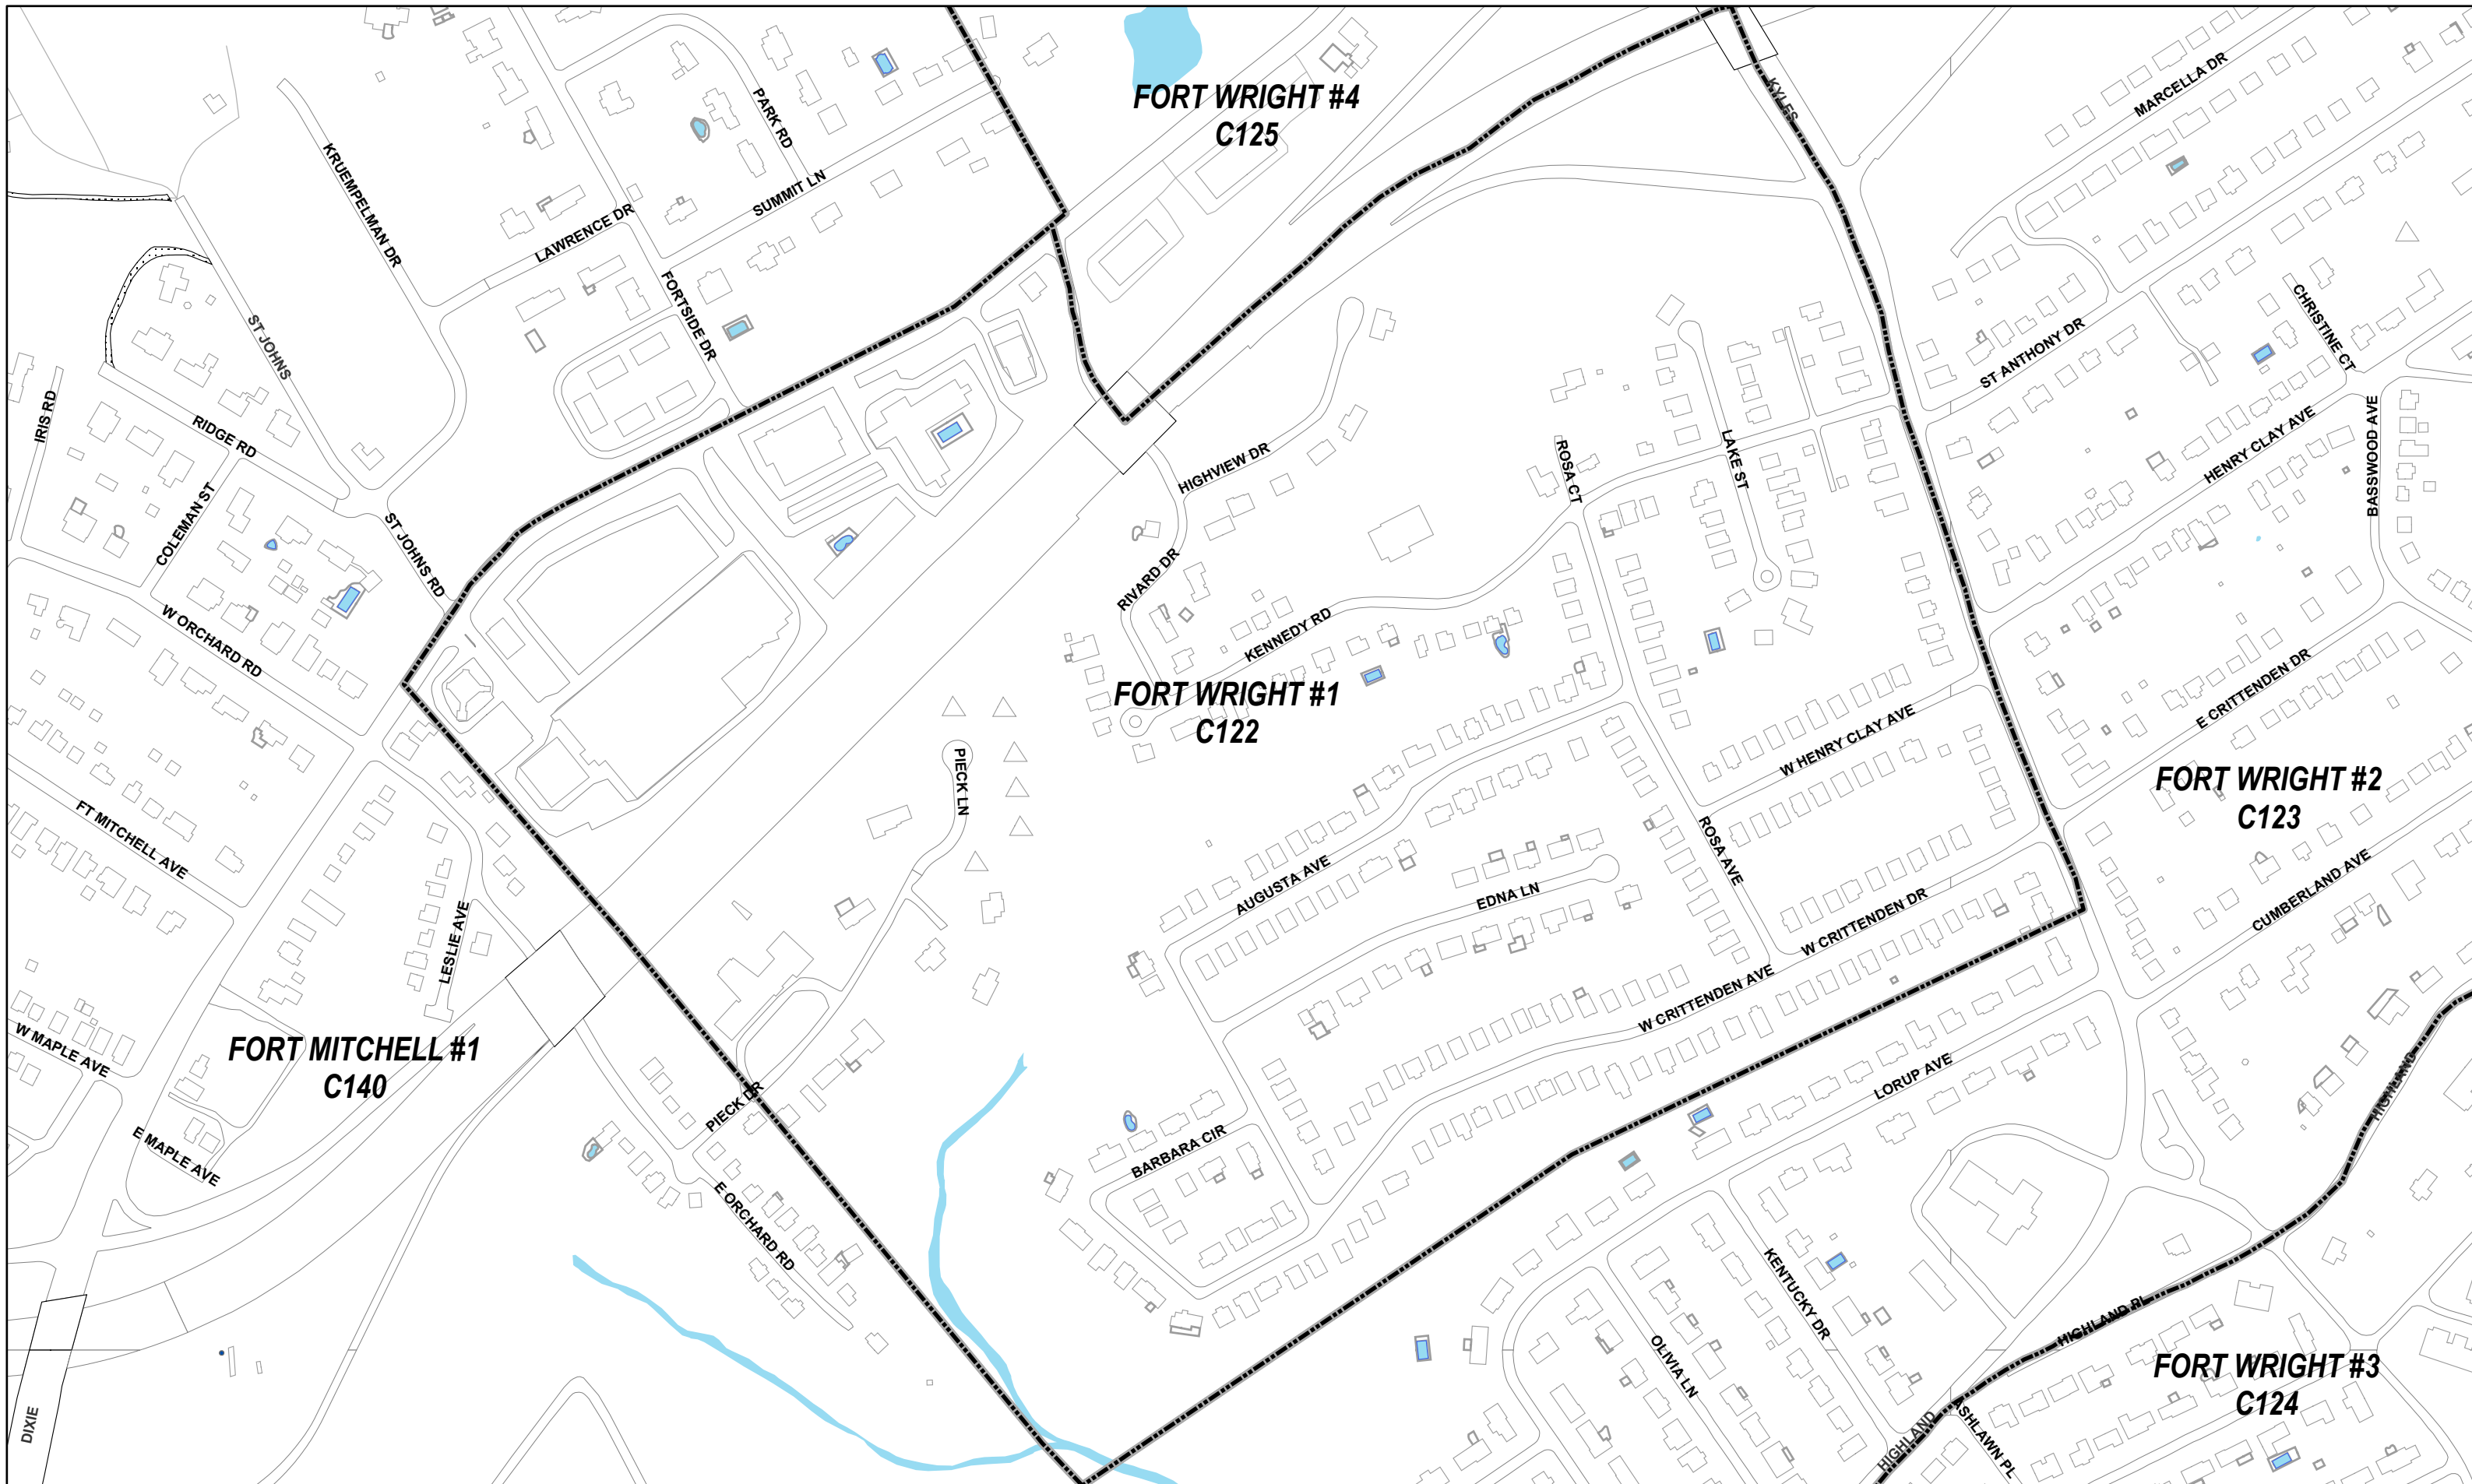 FORT WRIGHT #4
C125
KYLES
MARCELLA DR
PARK RD
SUMMIT LN
KRUEMPELMAN DR
LAWRENCE DR
FORTSIDE DR
ST JOHNS
CHRISTINE CT
ST ANTHONY DR
IRIS RD
RIDGE RD
COLEMAN ST
ST JOHNS RD
W ORCHARD RD
HIGHVIEW DR
ROSA CT
LAKE ST
HENRY CLAY AVE
BASSWOOD AVE
RIVARD DR
KENNEDY RD
FORT WRIGHT #1
C122
W HENRY CLAY AVE
E CRITTENDEN DR
FORT WRIGHT #2
C123
PIECK LN
FT MITCHELL AVE
LESLIE AVE
AUGUSTA AVE
EDNA LN
ROSA AVE
W CRITTENDEN DR
CUMBERLAND AVE
W CRITTENDEN AVE
FORT MITCHELL #1
C140
W MAPLE AVE
E MAPLE AVE
PIECK DR
E ORCHARD RD
BARBARA CIR
LORUP AVE
HIGHLAND
KENTUCKY DR
OLIVIA LN
HIGHLAND PL
FORT WRIGHT #3
C124
DIXIE
HIGHLAND
ASHLAWN PL